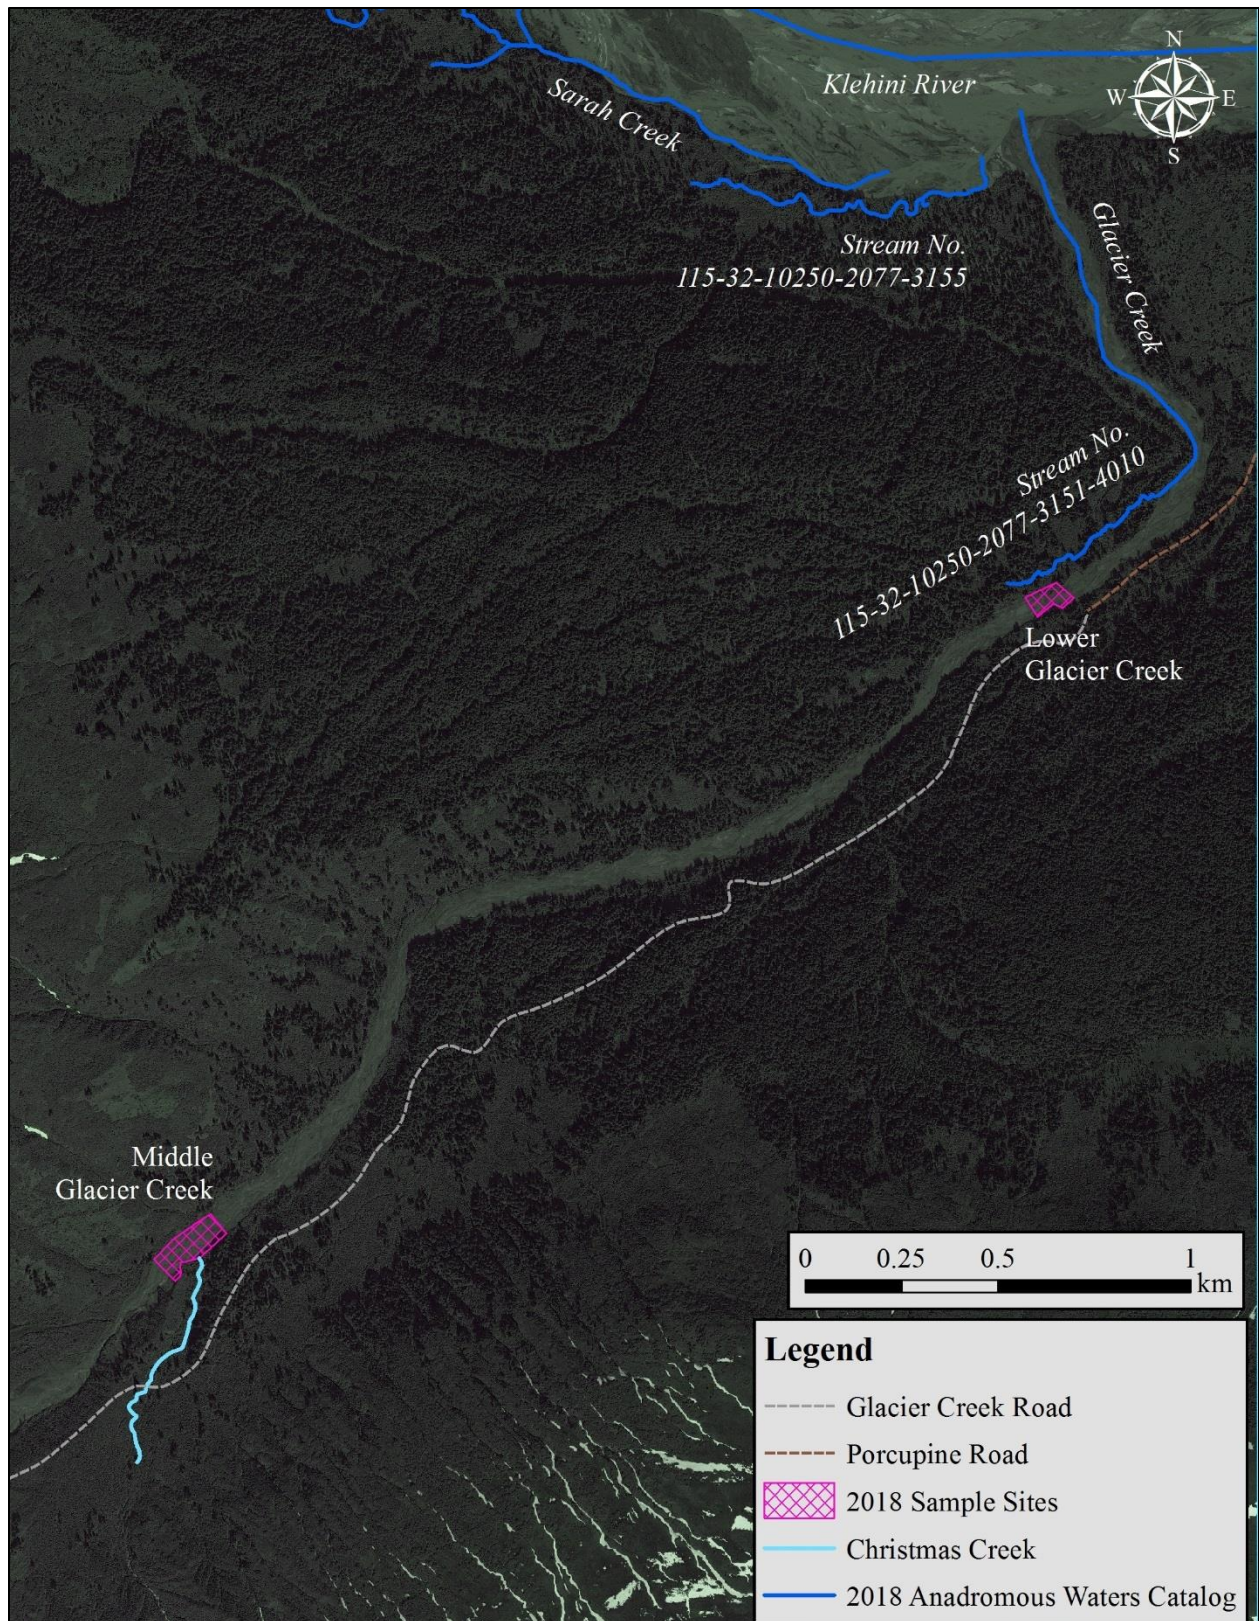 N
W E
S
Klehini River
Sarah Creek
Glacier Creek
Stream No.
115-32-10250-2077-3155
Stream No.
115-32-10250-2077-3151-4010
Lower
Glacier Creek
Middle
Glacier Creek
0 0.25 0.5 1
km
Legend
Glacier Creek Road
Porcupine Road
2018 Sample Sites
Christmas Creek
2018 Anadromous Waters Catalog